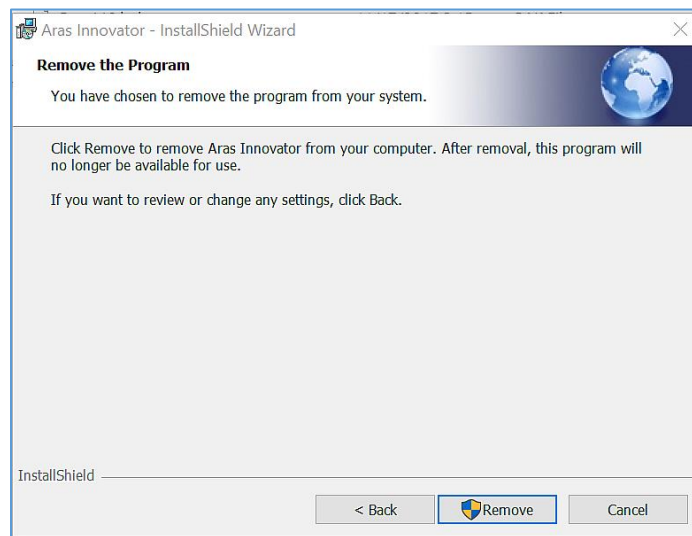 Aras Innovator - InstallShield Wizard
Remove the Program
You have chosen to remove the program from your system.
Click Remove to remove Aras Innovator from your computer. After removal, this program will
no longer be available for use.
If you want to review or change any settings, click Back.
InstallShield
< Back
Remove
Cancel